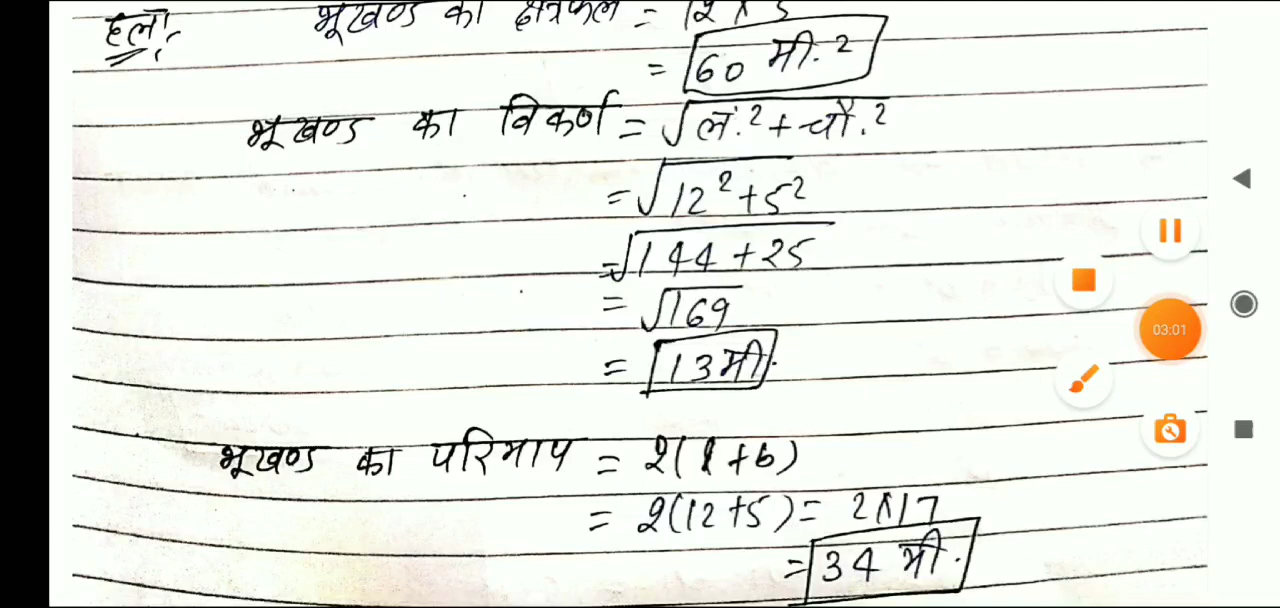 हल: भूखण्ड का क्षेत्रफल = 12 × 5
= 60 मी.²
भूखण्ड का विकर्ण = √लं.² + चौ.²
= √12² + 5²
= √144 + 25
= √169
= 13 मी.
भूखण्ड का परिमाप = 2(l + b)
= 2(12 + 5) = 2 × 17
= 34 मी.
03:01